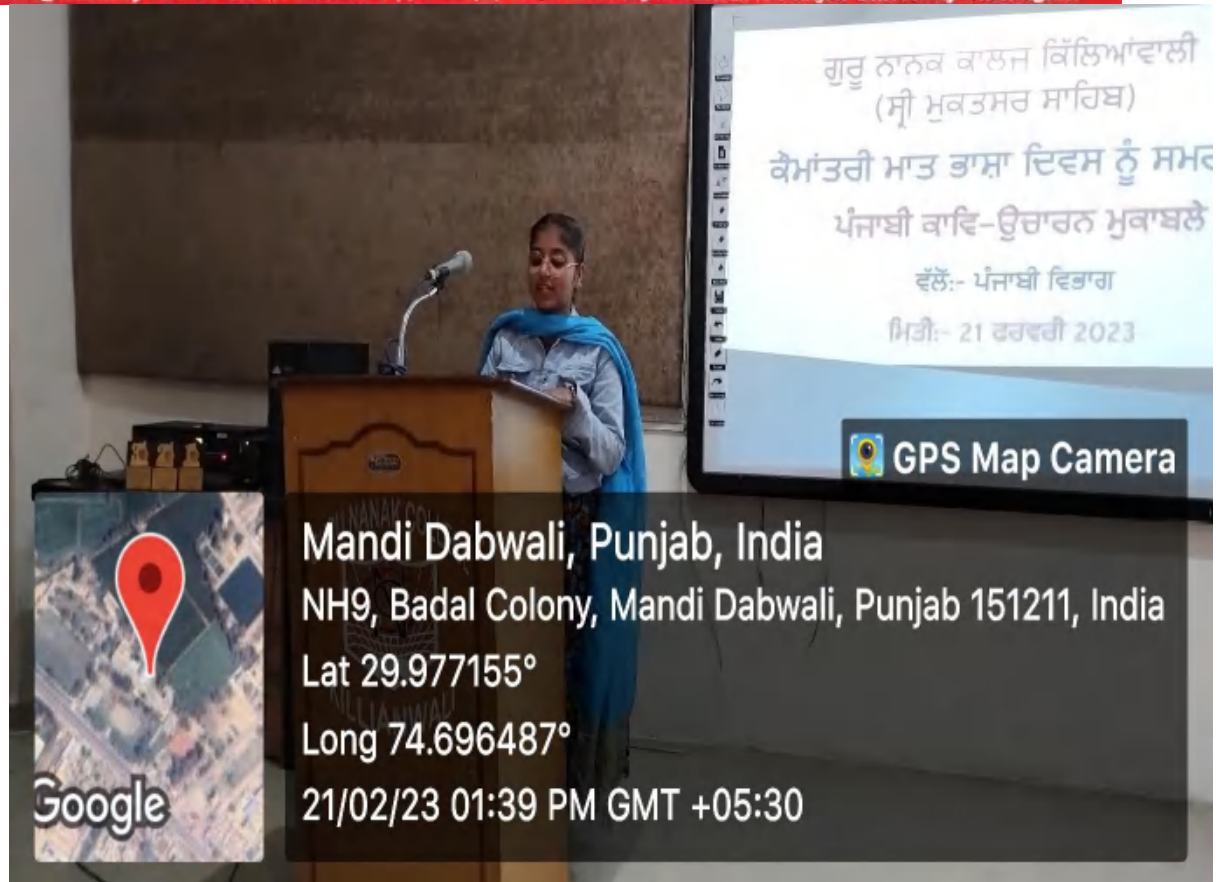 ਗੁਰੂ ਨਾਨਕ ਕਾਲਜ ਕਿੱਲਿਆਂਵਾਲੀ
(ਸ੍ਰੀ ਮੁਕਤਸਰ ਸਾਹਿਬ)
ਕੌਮਾਂਤਰੀ ਮਾਤ ਭਾਸ਼ਾ ਦਿਵਸ ਨੂੰ
ਪੰਜਾਬੀ ਕਾਵਿ-ਉਚਾਰਨ ਮੁਕਾਬਲੇ
ਵੱਲੋਂ:- ਪੰਜਾਬੀ ਵਿਭਾਗ
ਮਿਤੀ:- 21 ਫਰਵਰੀ 2023
GPS Map Camera
NANAK
KILLIANWALI
Mandi Dabwali, Punjab, India
NH9, Badal Colony, Mandi Dabwali, Punjab 151211, India
Lat 29.977155°
Long 74.696487°
21/02/23 01:39 PM GMT +05:30
Google